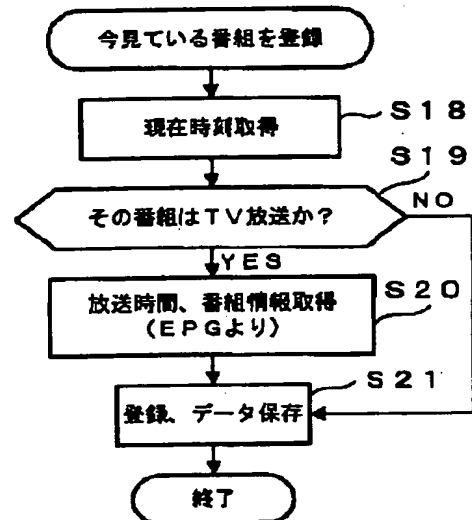 今見ている番組を登録
現在時刻取得
S18
S19
その番組はTV放送か?
NO
YES
放送時間、番組情報取得
(EPGより)
S20
S21
登録、データ保存
終了